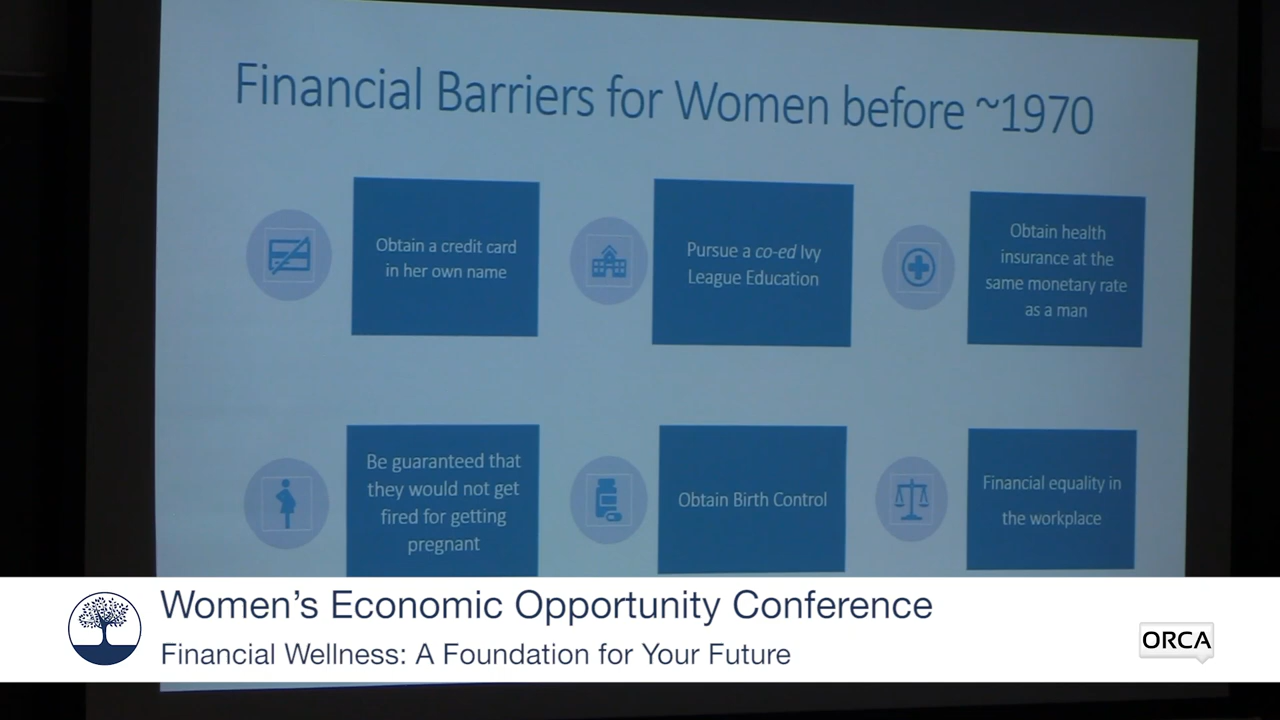 Financial Barriers for Women before ~1970
Obtain a credit card
in her own name
Pursue a co-ed Ivy
League Education
Obtain health
insurance at the
same monetary rate
as a man
Be guaranteed that
they would not get
fired for getting
pregnant
Obtain Birth Control
Financial equality in
the workplace
Women’s Economic Opportunity Conference
Financial Wellness: A Foundation for Your Future
ORCA